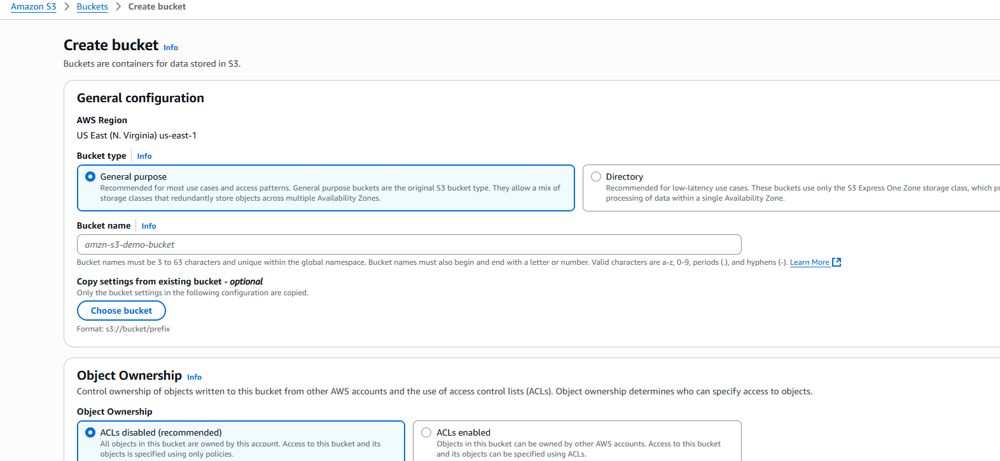 Amazon S3 > Buckets > Create bucket
Create bucket Info
Buckets are containers for data stored in S3.
General configuration
AWS Region
US East (N. Virginia) us-east-1
Bucket type Info
General purpose
Recommended for most use cases and access patterns. General purpose buckets are the original S3 bucket type. They allow a mix of
storage classes that redundantly store objects across multiple Availability Zones.
Directory
Recommended for low-latency use cases. These buckets use only the S3 Express One Zone storage class, which
processing of data within a single Availability Zone.
Bucket name Info
amzn-s3-demo-bucket
Bucket names must be 3 to 63 characters and unique within the global namespace. Bucket names must also begin and end with a letter or number. Valid characters are a-z, 0-9, periods (.), and hyphens (-). Learn More
Copy settings from existing bucket - optional
Only the bucket settings in the following configuration are copied.
Choose bucket
Format: s3://bucket/prefix
Object Ownership Info
Control ownership of objects written to this bucket from other AWS accounts and the use of access control lists (ACLs). Object ownership determines who can specify access to objects.
Object Ownership
ACLs disabled (recommended)
All objects in this bucket are owned by this account. Access to this bucket and its
objects is specified using only policies.
ACLs enabled
Objects in this bucket can be owned by other AWS accounts. Access to this bucket
and its objects can be specified using ACLs.